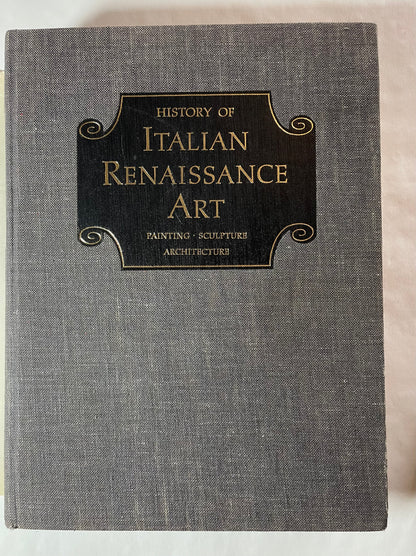 HISTORY OF
ITALIAN
RENAISSANCE
ART
PAINTING · SCULPTURE
ARCHITECTURE